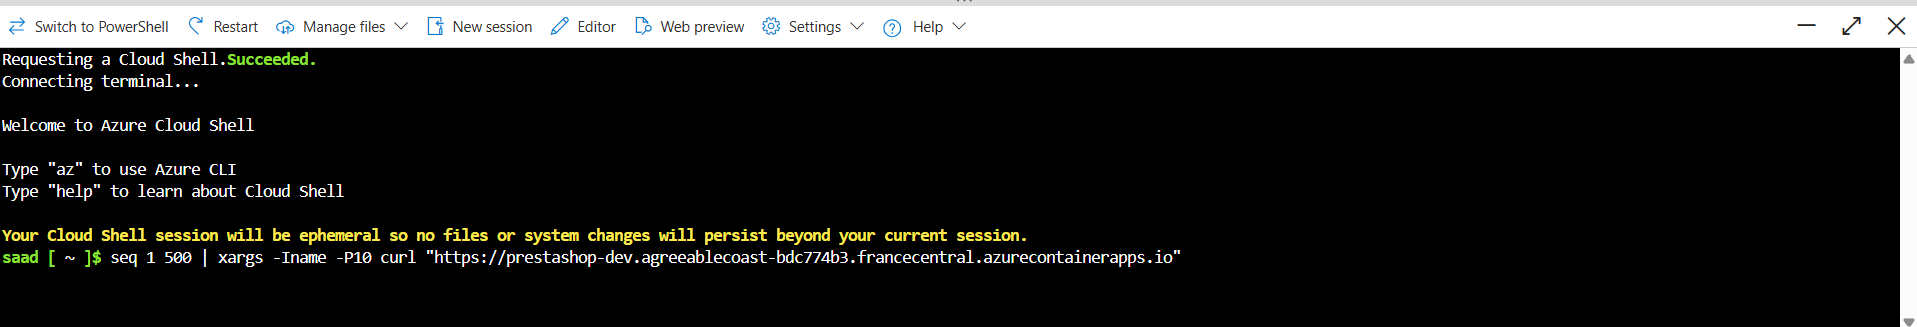 Switch to PowerShell Restart Manage files New session Editor Web preview Settings Help
Requesting a Cloud Shell.Succeeded.
Connecting terminal...
Welcome to Azure Cloud Shell
Type "az" to use Azure CLI
Type "help" to learn about Cloud Shell
Your Cloud Shell session will be ephemeral so no files or system changes will persist beyond your current session.
saad [ ~ ]$ seq 1 500 | xargs -Iname -P10 curl "https://prestashop-dev.agreeablecoast-bdc774b3.francecentral.azurecontainerapps.io"